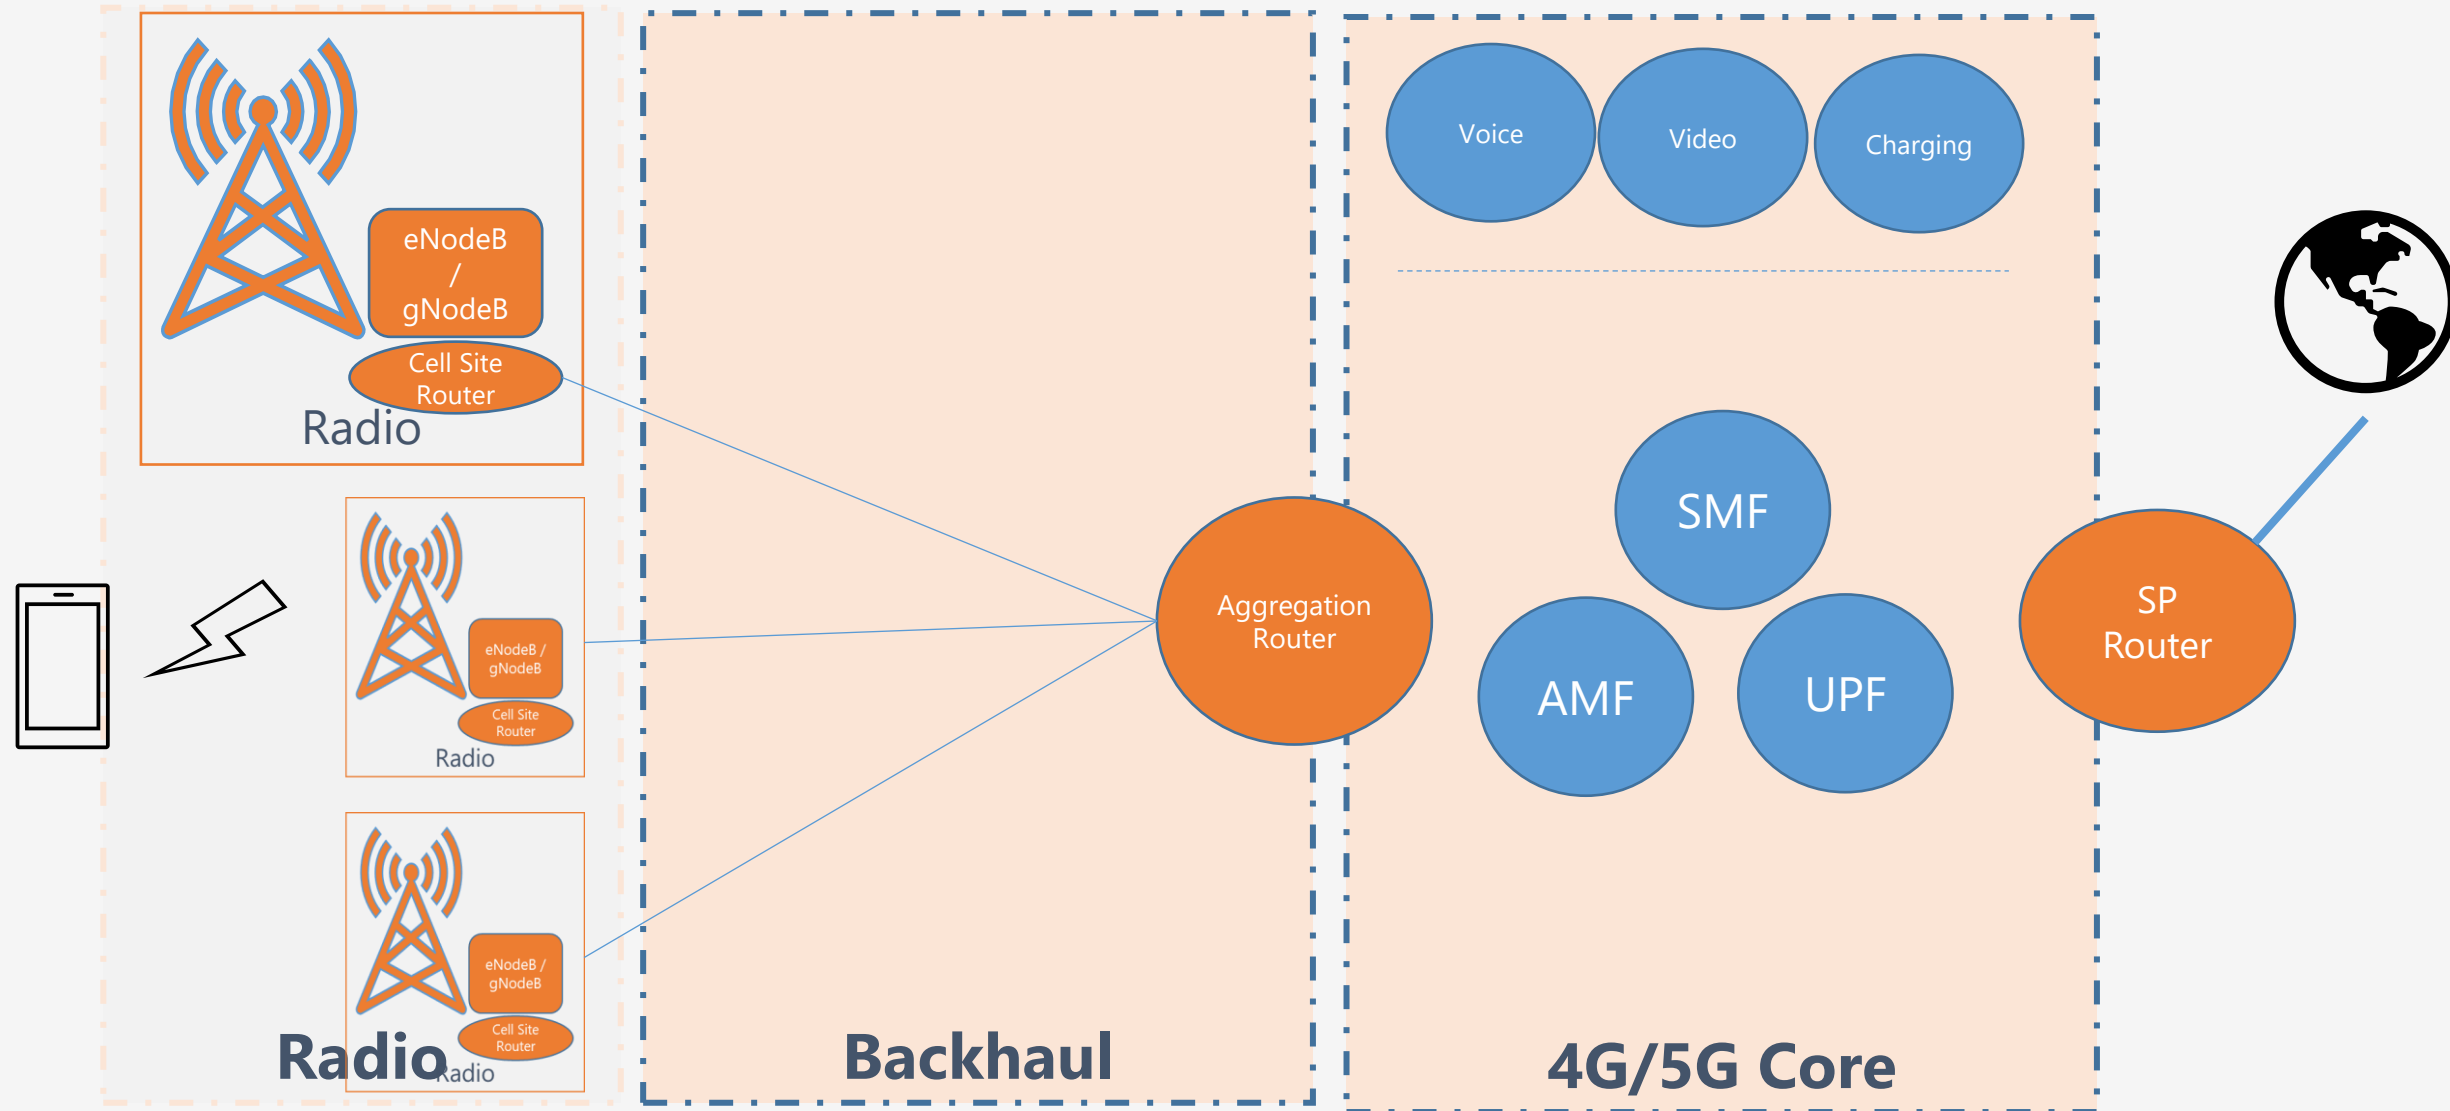 eNodeB
/
gNodeB
Cell Site
Router
Radio
eNodeB /
gNodeB
Cell Site
Router
Radio
eNodeB /
gNodeB
Cell Site
Router
Radio
Radio
Backhaul
Aggregation
Router
Voice
Video
Charging
SMF
AMF
UPF
4G/5G Core
SP
Router